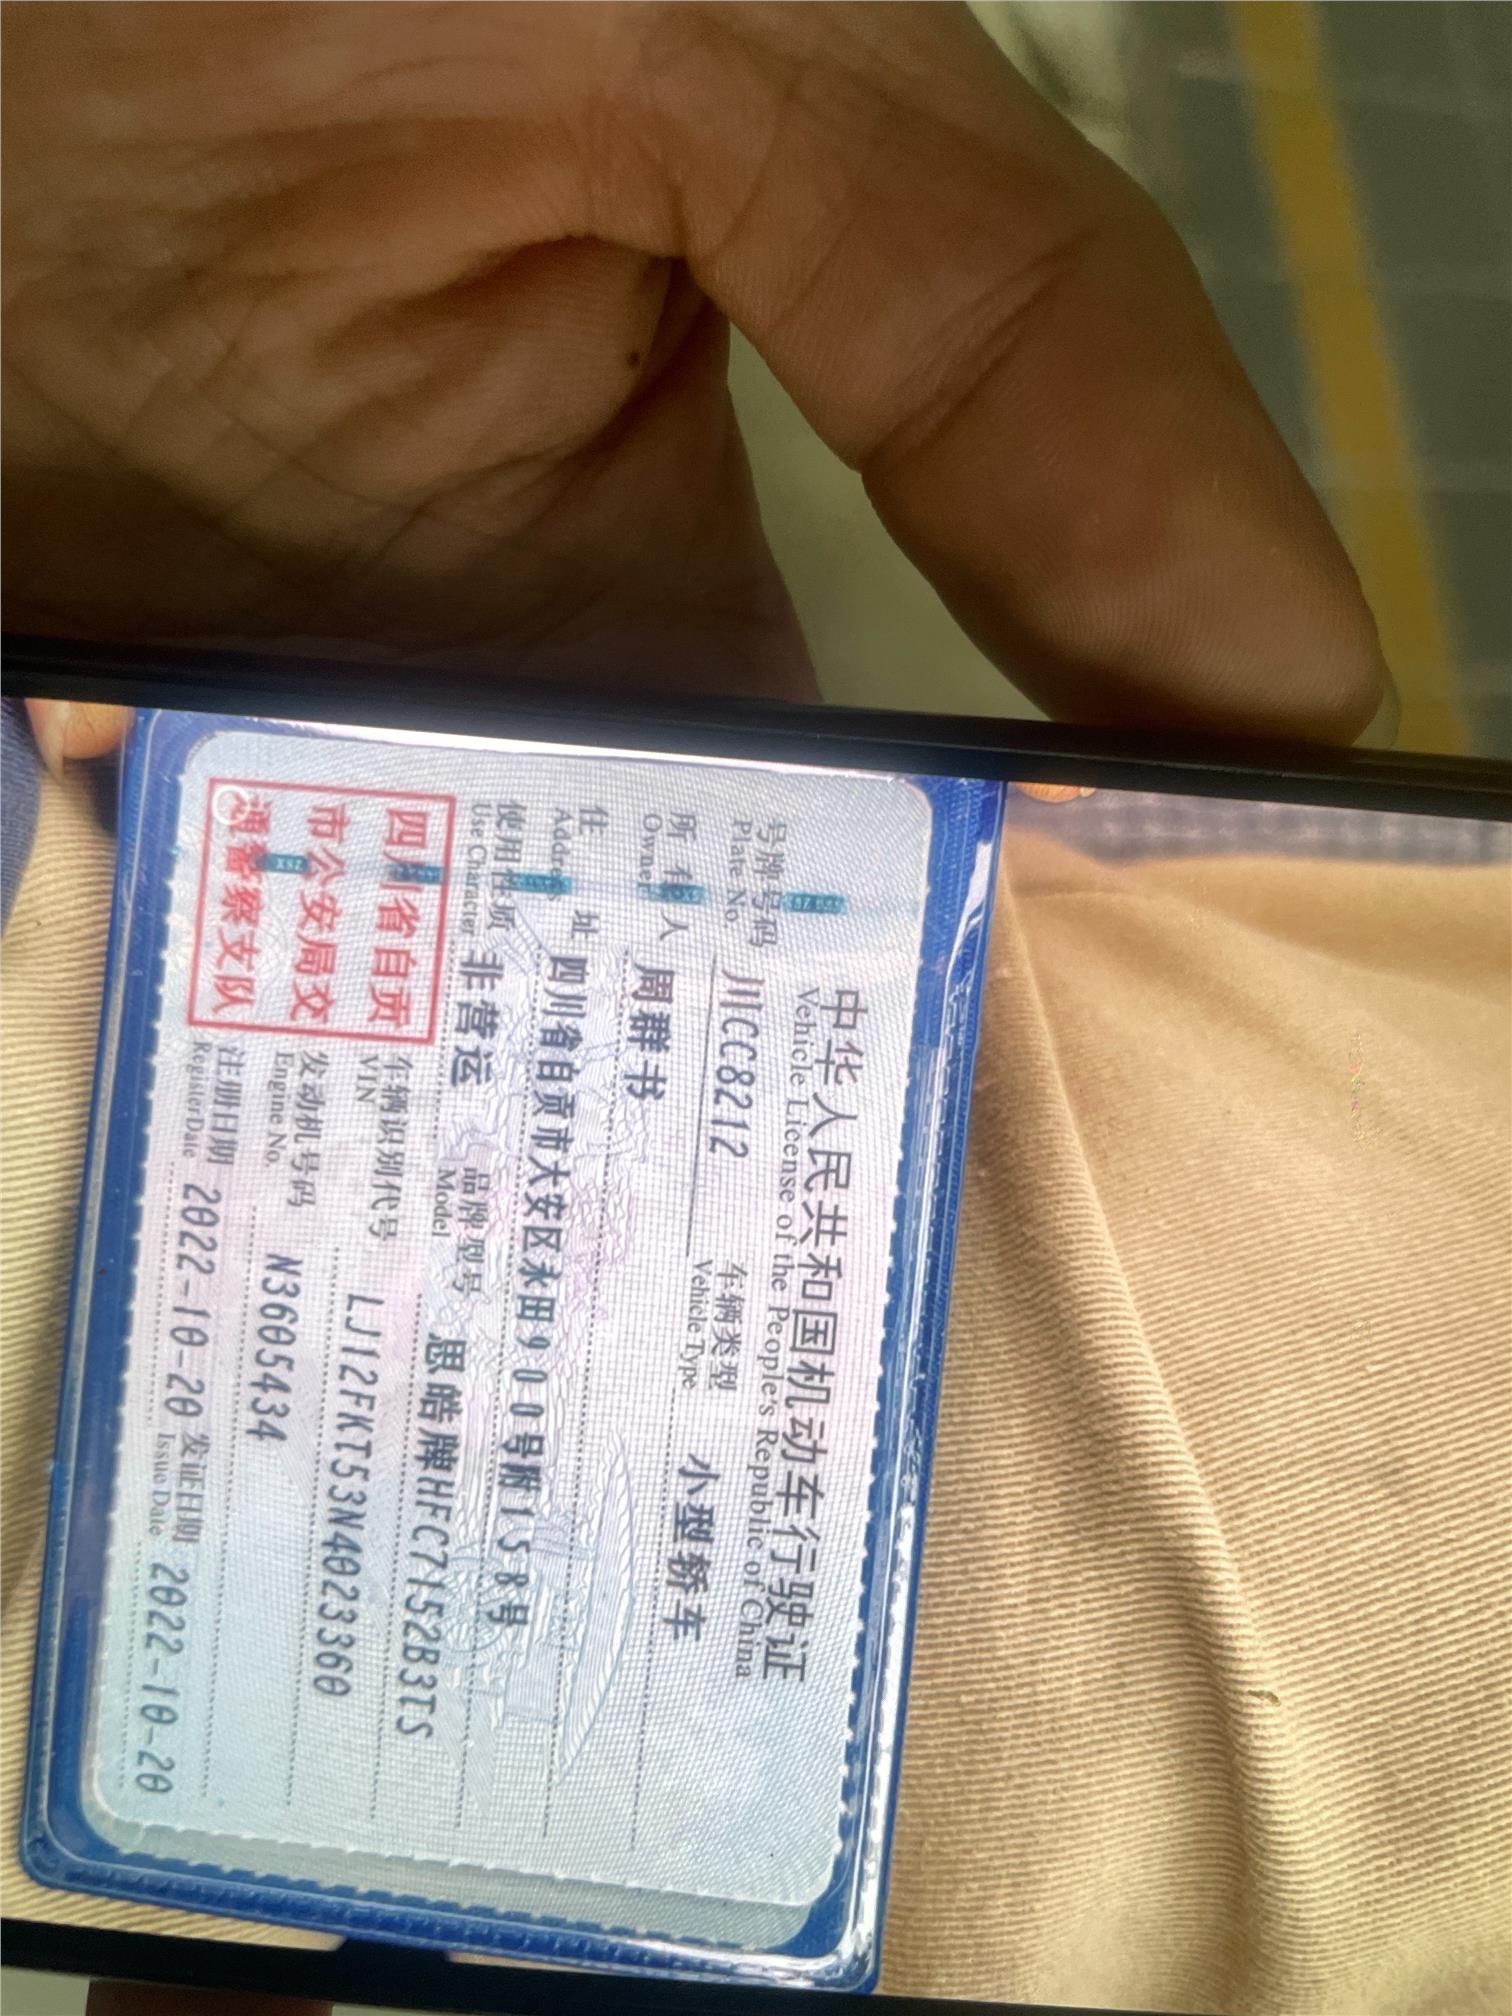 中华人民共和国机动车行驶证
Vehicle License of the People's Republic of China
号牌号码 川CC8212 车辆类型 小型轿车
Plate No. Vehicle Type
所有人 周群书
Owner
住址 四川省自贡市大安区永田900号附158号
Address
使用性质 非营运 品牌型号 思皓牌HFC7152B3TS
Use Character Model
四川省自贡
市公安局交
通警察支队
车辆识别代号 LJ12FKT53N4023360
VIN
发动机号码 N3605434
Engine No.
注册日期 2022-10-20 发证日期 2022-10-20
Register Date Issue Date